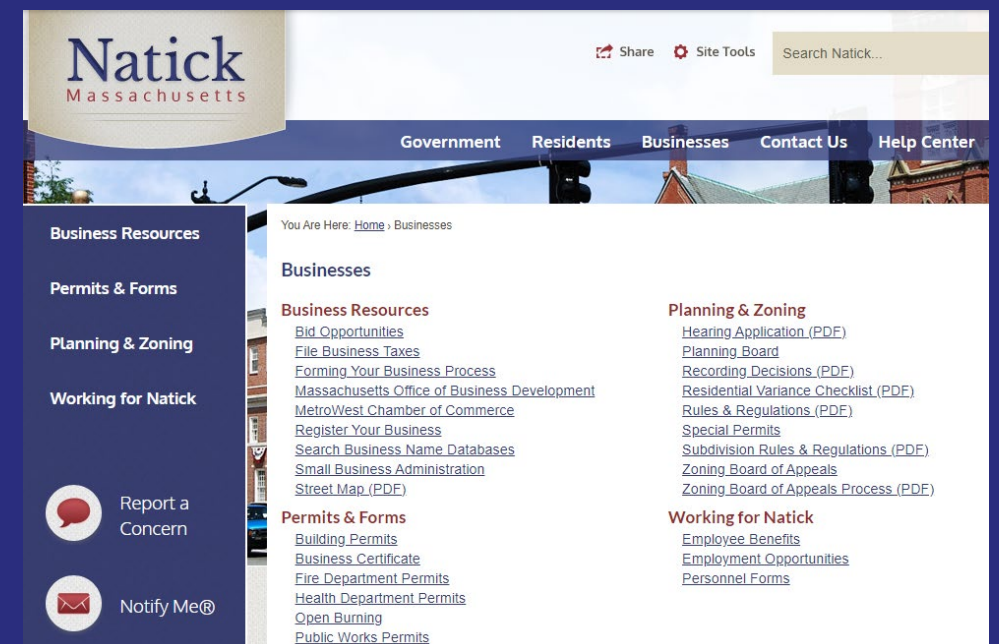 Natick
Massachusetts
Share
Site Tools
Search Natick...
Government
Residents
Businesses
Contact Us
Help Center
Business Resources
Permits & Forms
Planning & Zoning
Working for Natick
Report a
Concern
Notify Me®
You Are Here: Home › Businesses
Businesses
Business Resources
Bid Opportunities
File Business Taxes
Forming Your Business Process
Massachusetts Office of Business Development
MetroWest Chamber of Commerce
Register Your Business
Search Business Name Databases
Small Business Administration
Street Map (PDF)
Permits & Forms
Building Permits
Business Certificate
Fire Department Permits
Health Department Permits
Open Burning
Public Works Permits
Planning & Zoning
Hearing Application (PDF)
Planning Board
Recording Decisions (PDF)
Residential Variance Checklist (PDF)
Rules & Regulations (PDF)
Special Permits
Subdivision Rules & Regulations (PDF)
Zoning Board of Appeals
Zoning Board of Appeals Process (PDF)
Working for Natick
Employee Benefits
Employment Opportunities
Personnel Forms